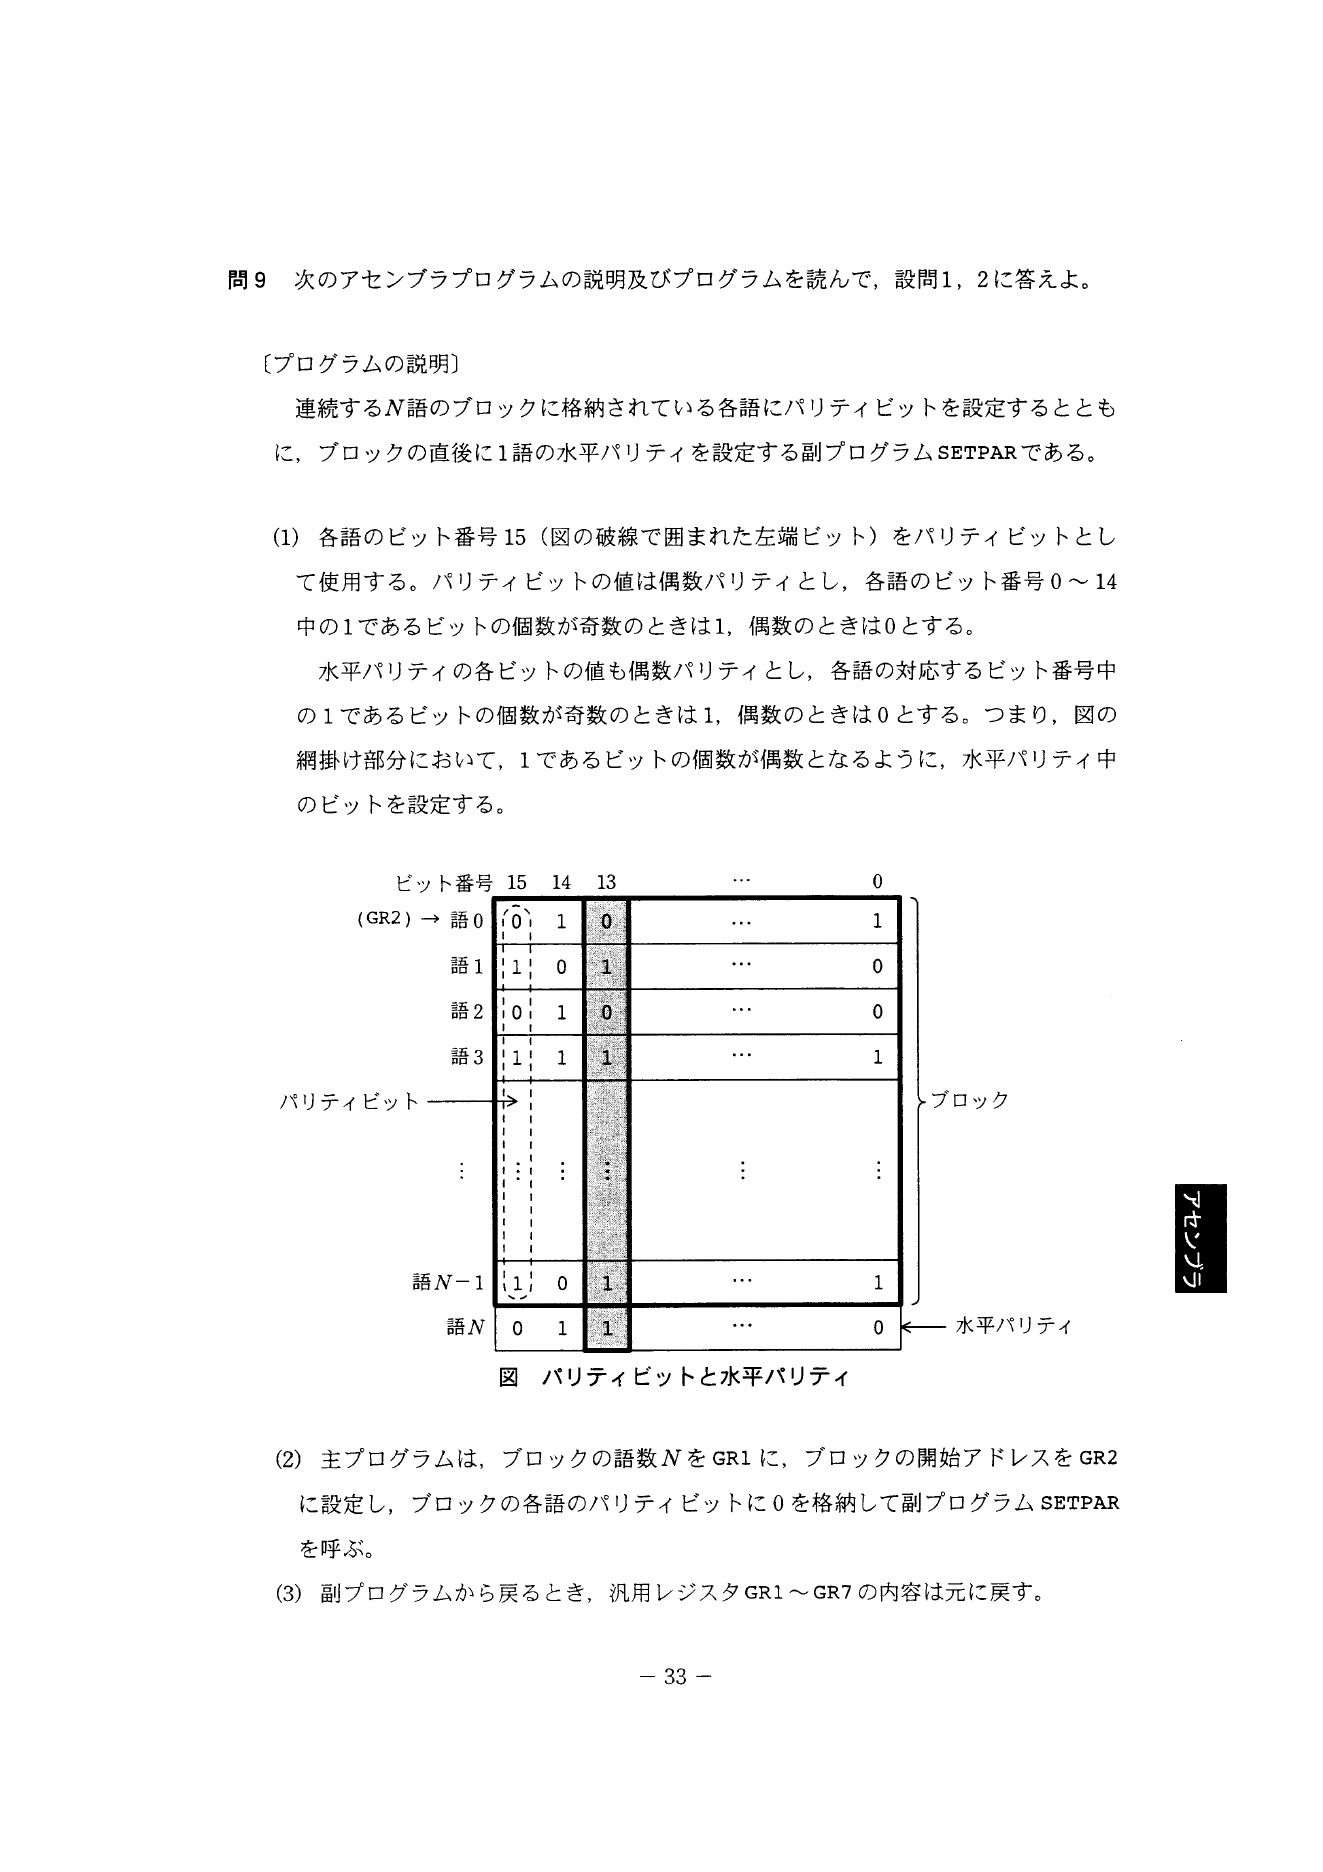 問9 次のアセンブラプログラムの説明及びプログラムを読んで，設問1，2に答えよ。
〔プログラムの説明〕
連続するN語のブロックに格納されている各語にパリティビットを設定するととも
に，ブロックの直後に1語の水平パリティを設定する副プログラムSETPARである。
(1) 各語のビット番号15（図の破線で囲まれた左端ビット）をパリティビットとし
て使用する。パリティビットの値は偶数パリティとし，各語のビット番号0～14
中の1であるビットの個数が奇数のときは1，偶数のときは0とする。
水平パリティの各ビットの値も偶数パリティとし，各語の対応するビット番号中
の1であるビットの個数が奇数のときは1，偶数のときは0とする。つまり，図の
網掛け部分において，1であるビットの個数が偶数となるように，水平パリティ中
のビットを設定する。
ビット番号 15 14 13 … 0
(GR2) → 語0 0 1 0 … 1
語1 1 0 1 … 0
語2 0 1 0 … 0
語3 1 1 1 … 1
パリティビット
ブロック
⋮ ⋮ ⋮ ⋮ ⋮ ⋮
アセンブラ
語N－1 1 0 1 … 1
語N 0 1 1 … 0 ← 水平パリティ
図 パリティビットと水平パリティ
(2) 主プログラムは，ブロックの語数NをGR1に，ブロックの開始アドレスをGR2
に設定し，ブロックの各語のパリティビットに0を格納して副プログラムSETPAR
を呼ぶ。
(3) 副プログラムから戻るとき，汎用レジスタGR1～GR7の内容は元に戻す。
－ 33 －